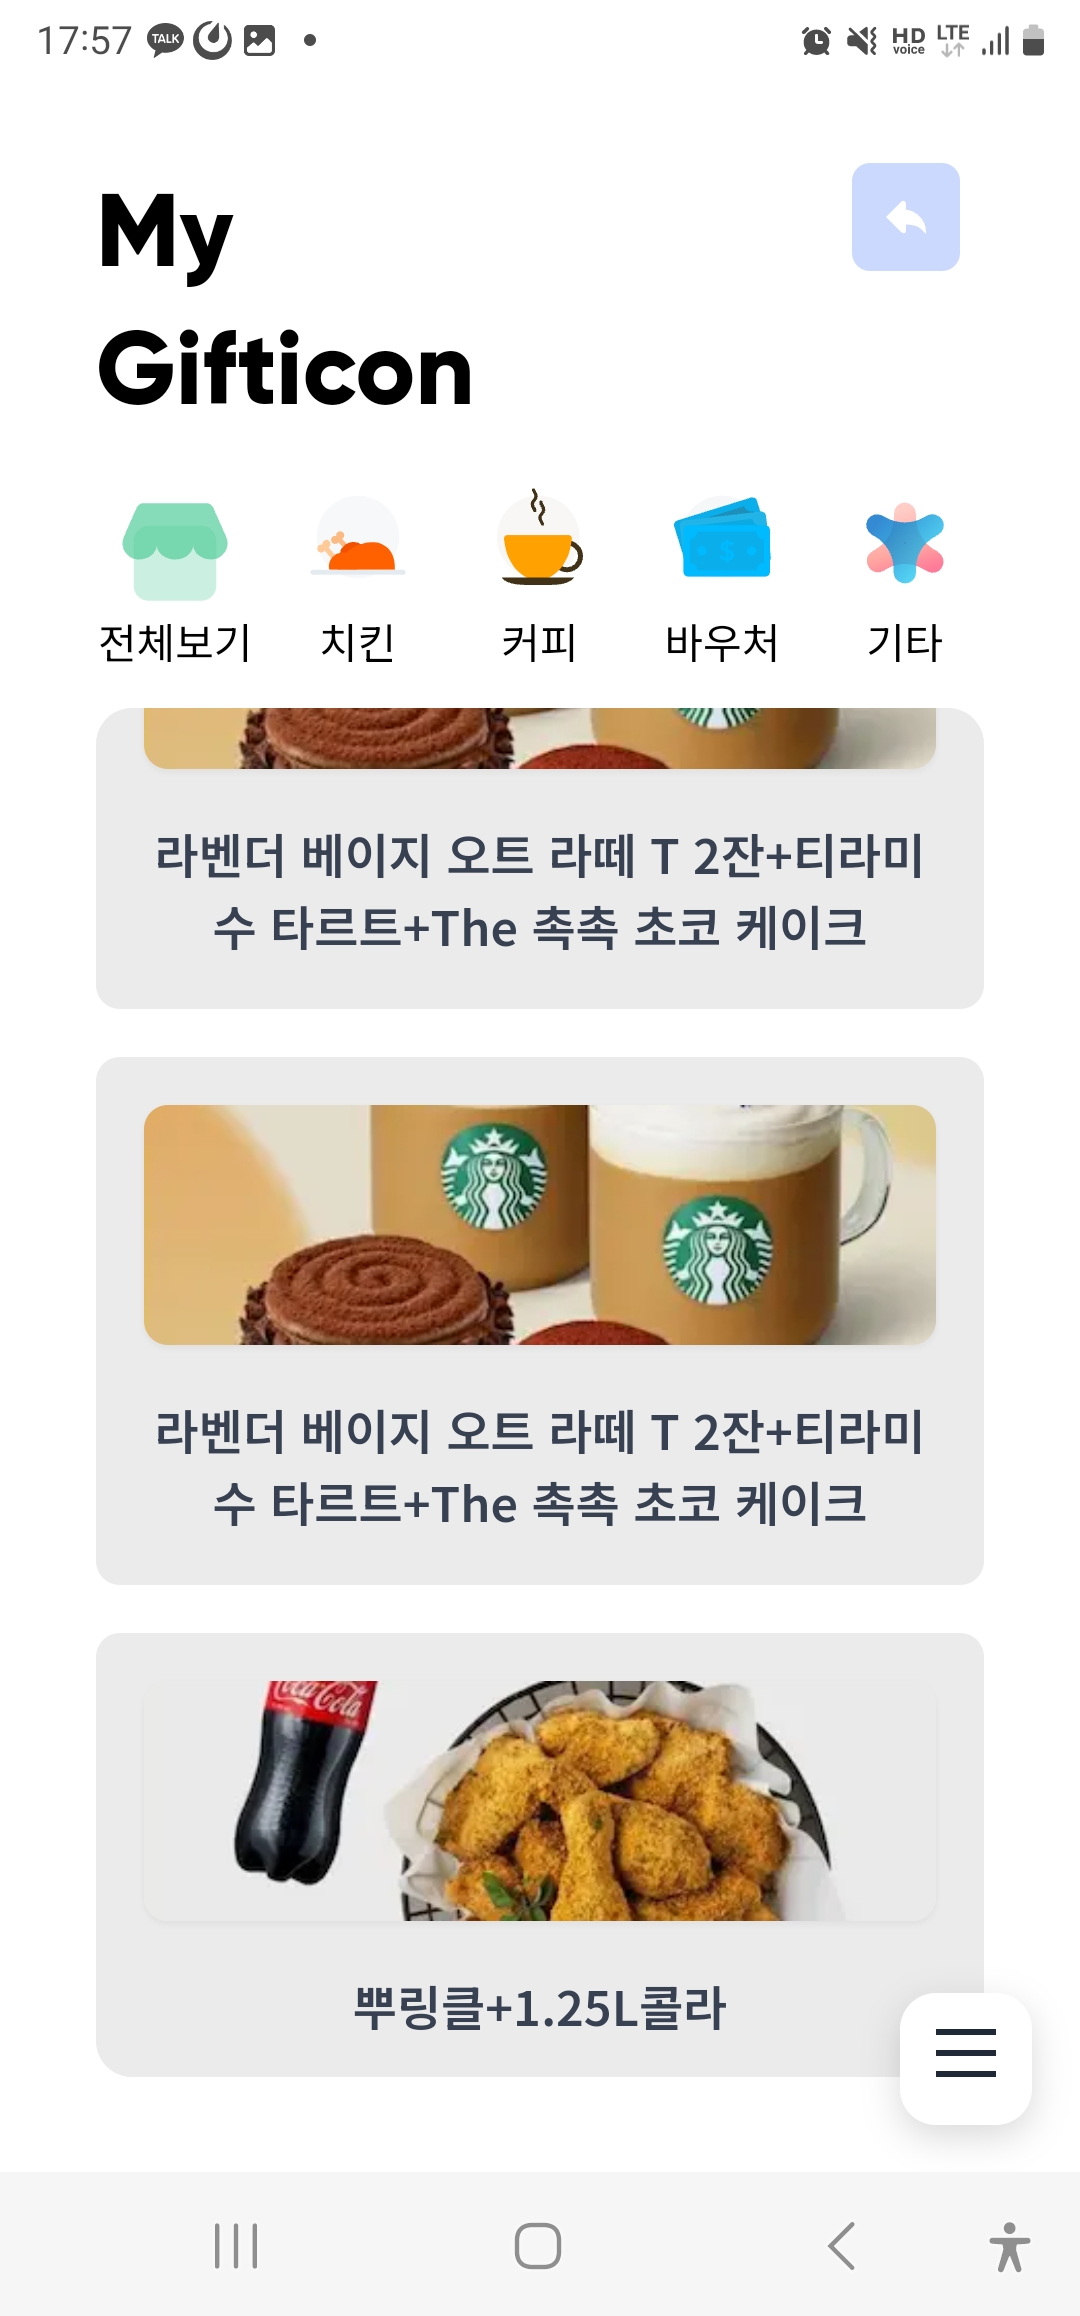 17:57
TALK
HD
voice
LTE
My
Gifticon
전체보기
치킨
커피
바우처
기타
라벤더 베이지 오트 라떼 T 2잔+티라미
수 타르트+The 촉촉 초코 케이크
라벤더 베이지 오트 라떼 T 2잔+티라미
수 타르트+The 촉촉 초코 케이크
Coca-Cola
뿌링클+1.25L콜라